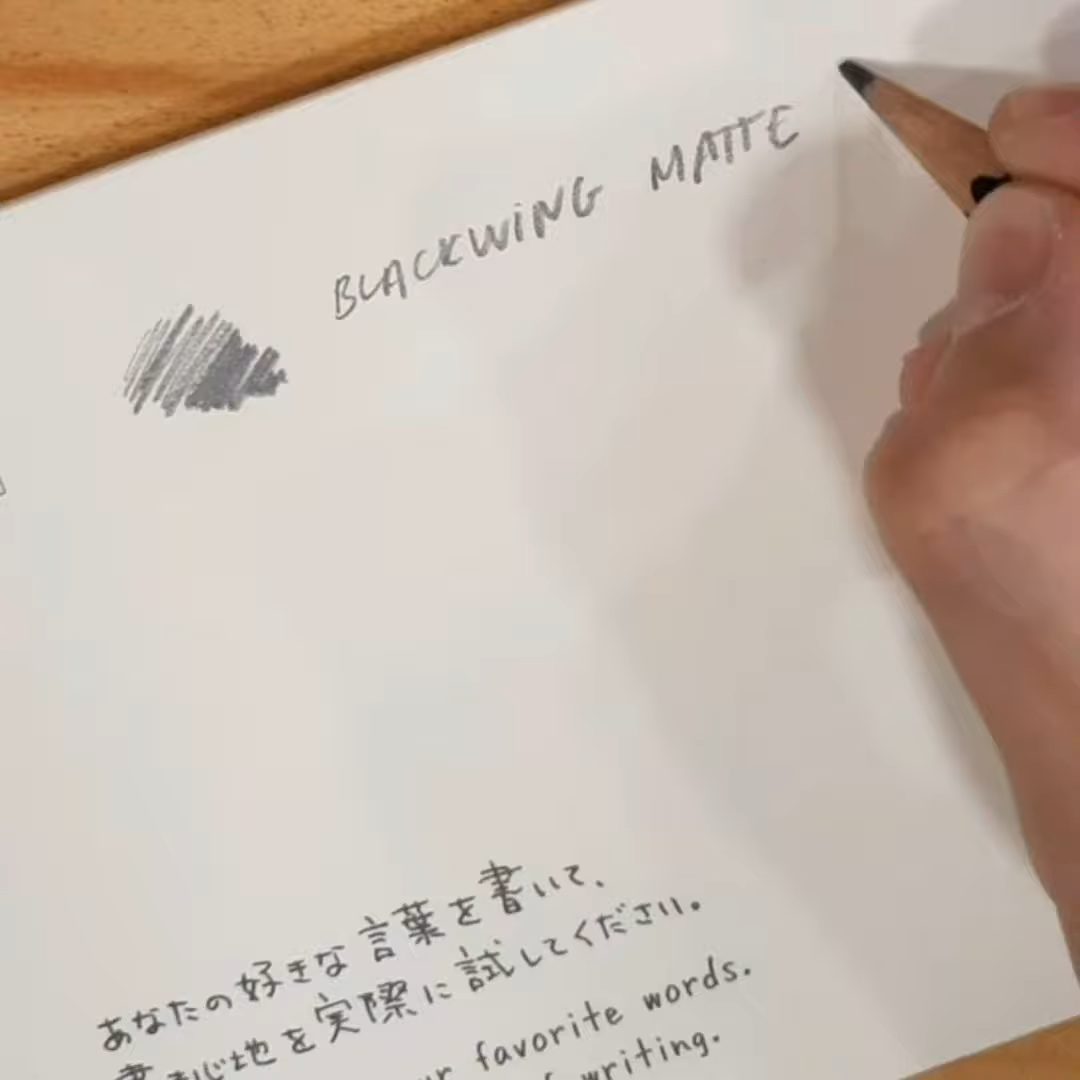 BLACKWiNG MATTE
あなたの好きな言葉を書いて、
書き心地を実際に試してください。
favorite words.
writing.